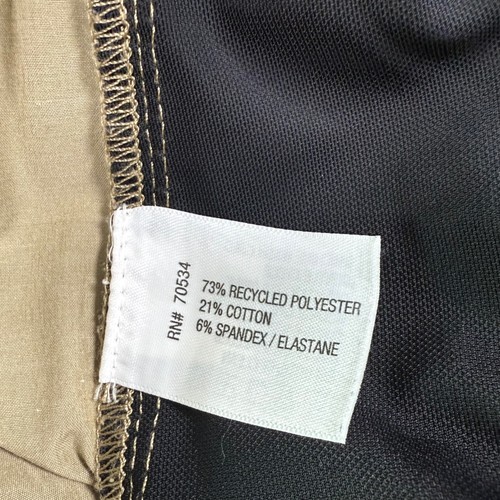 RN# 70534
73% RECYCLED POLYESTER
21% COTTON
6% SPANDEX / ELASTANE